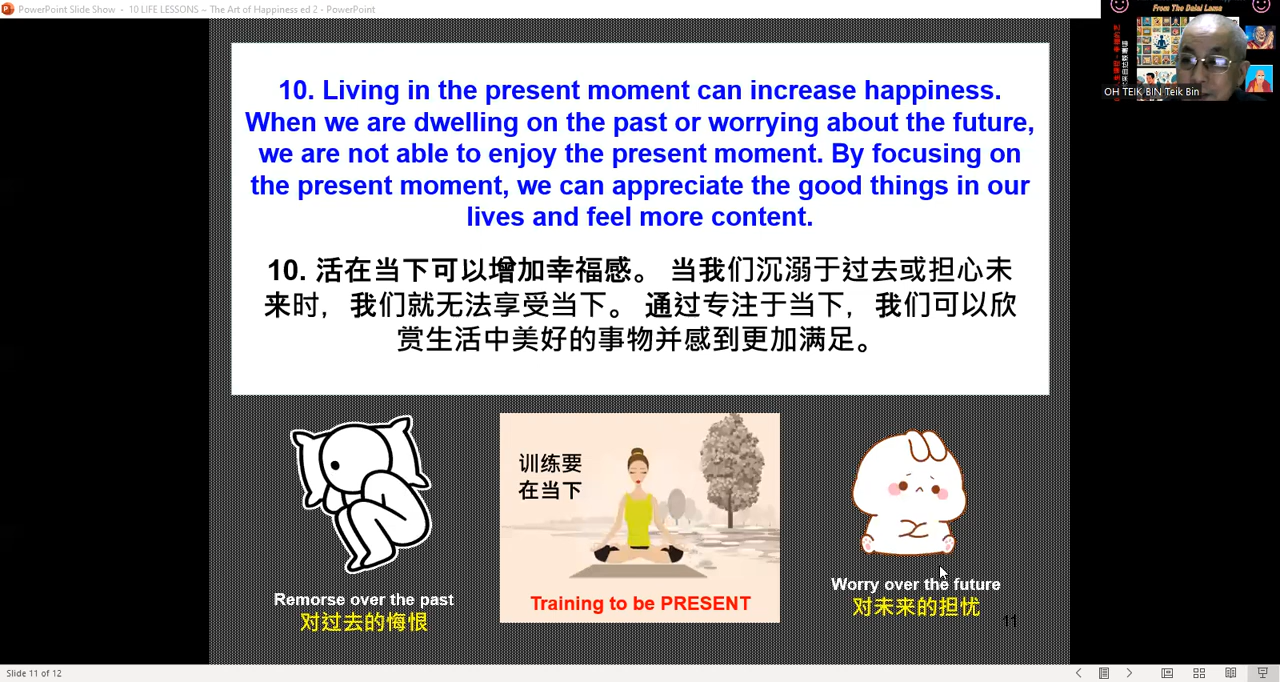 PowerPoint Slide Show - 10 LIFE LESSONS -- The Art of Happiness ed 2 - PowerPoint
From The Dalai Lama
OH TEIK BIN Teik Bin
10. Living in the present moment can increase happiness.
When we are dwelling on the past or worrying about the future,
we are not able to enjoy the present moment. By focusing on
the present moment, we can appreciate the good things in our
lives and feel more content.
10. 活在当下可以增加幸福感。 当我们沉溺于过去或担心未
来时，我们就无法享受当下。 通过专注于当下，我们可以欣
赏生活中美好的事物并感到更加满足。
Remorse over the past
对过去的悔恨
训练要
在当下
Training to be PRESENT
Worry over the future
对未来的担忧
11
Slide 11 of 12